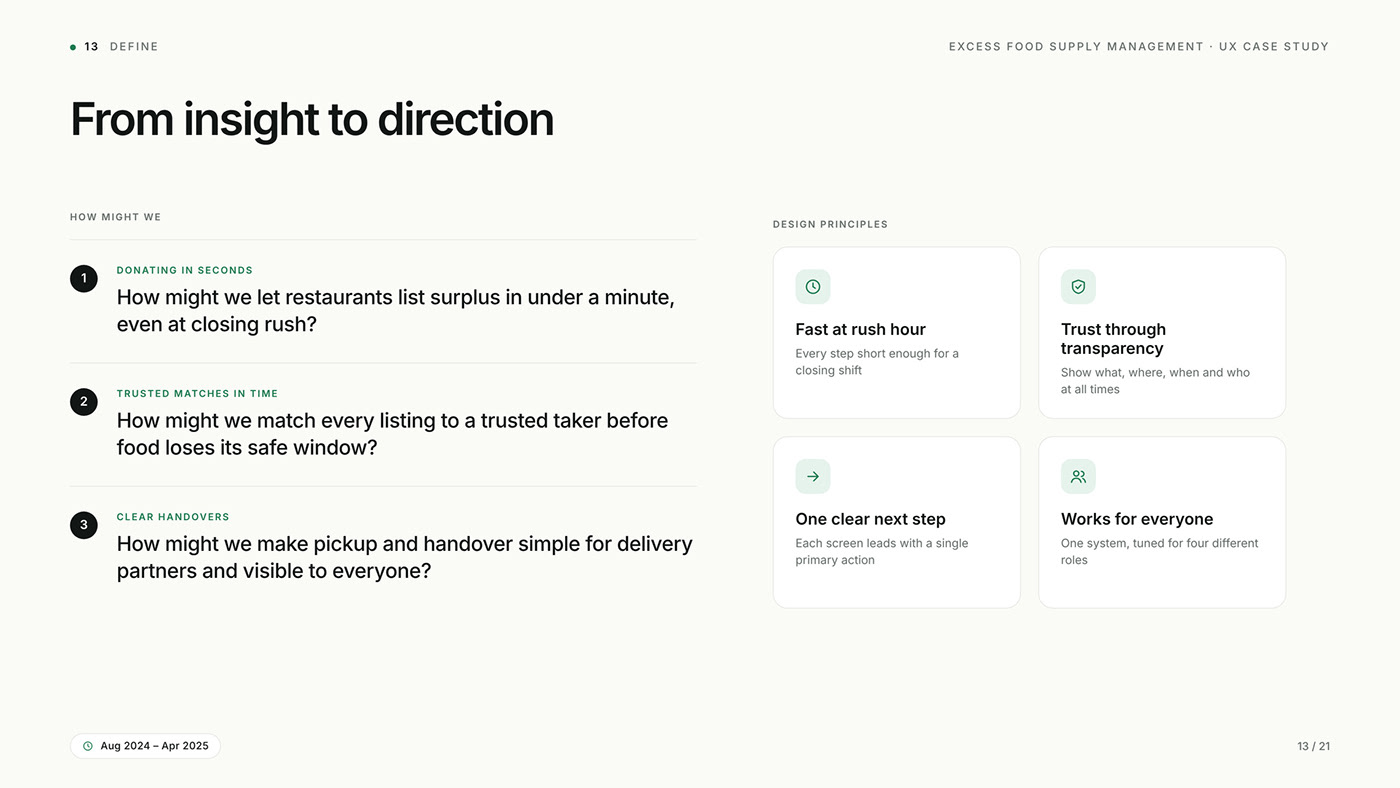 13 DEFINE
EXCESS FOOD SUPPLY MANAGEMENT · UX CASE STUDY
From insight to direction
HOW MIGHT WE
1
DONATING IN SECONDS
How might we let restaurants list surplus in under a minute,
even at closing rush?
2
TRUSTED MATCHES IN TIME
How might we match every listing to a trusted taker before
food loses its safe window?
3
CLEAR HANDOVERS
How might we make pickup and handover simple for delivery
partners and visible to everyone?
DESIGN PRINCIPLES
Fast at rush hour
Every step short enough for a
closing shift
Trust through
transparency
Show what, where, when and who
at all times
One clear next step
Each screen leads with a single
primary action
Works for everyone
One system, tuned for four different
roles
Aug 2024 – Apr 2025
13 / 21